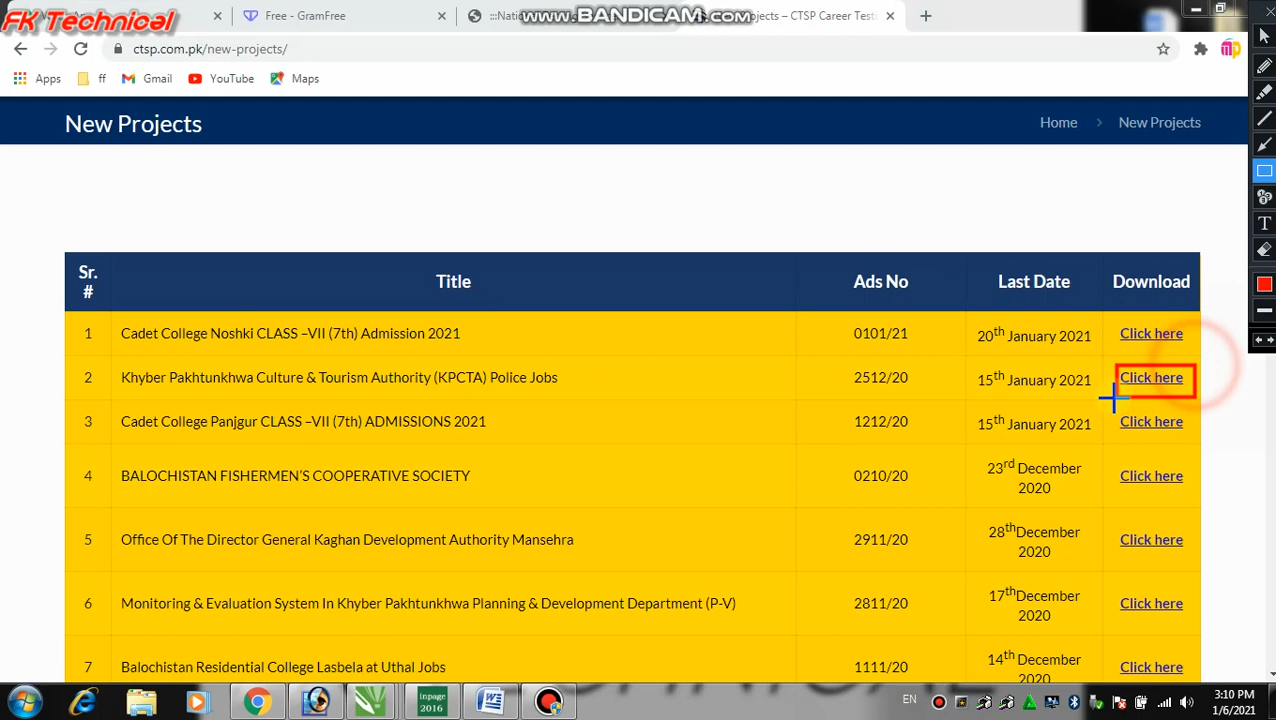 FK Technical
Free - GramFree
:::Natio
www.BANDICAM.com
ojects – CTSP Career Testi
ctsp.com.pk/new-projects/
Apps ff Gmail YouTube Maps
New Projects
Home > New Projects
Sr. # Title Ads No Last Date Download
1 Cadet College Noshki CLASS –VII (7th) Admission 2021 0101/21 20th January 2021 Click here
2 Khyber Pakhtunkhwa Culture & Tourism Authority (KPCTA) Police Jobs 2512/20 15th January 2021 Click here
3 Cadet College Panjgur CLASS –VII (7th) ADMISSIONS 2021 1212/20 15th January 2021 Click here
4 BALOCHISTAN FISHERMEN'S COOPERATIVE SOCIETY 0210/20 23rd December 2020 Click here
5 Office Of The Director General Kaghan Development Authority Mansehra 2911/20 28thDecember 2020 Click here
6 Monitoring & Evaluation System In Khyber Pakhtunkhwa Planning & Development Department (P-V) 2811/20 17thDecember 2020 Click here
7 Balochistan Residential College Lasbela at Uthal Jobs 1111/20 14th December 2020 Click here
inpage 2016
EN
3:10 PM
1/6/2021